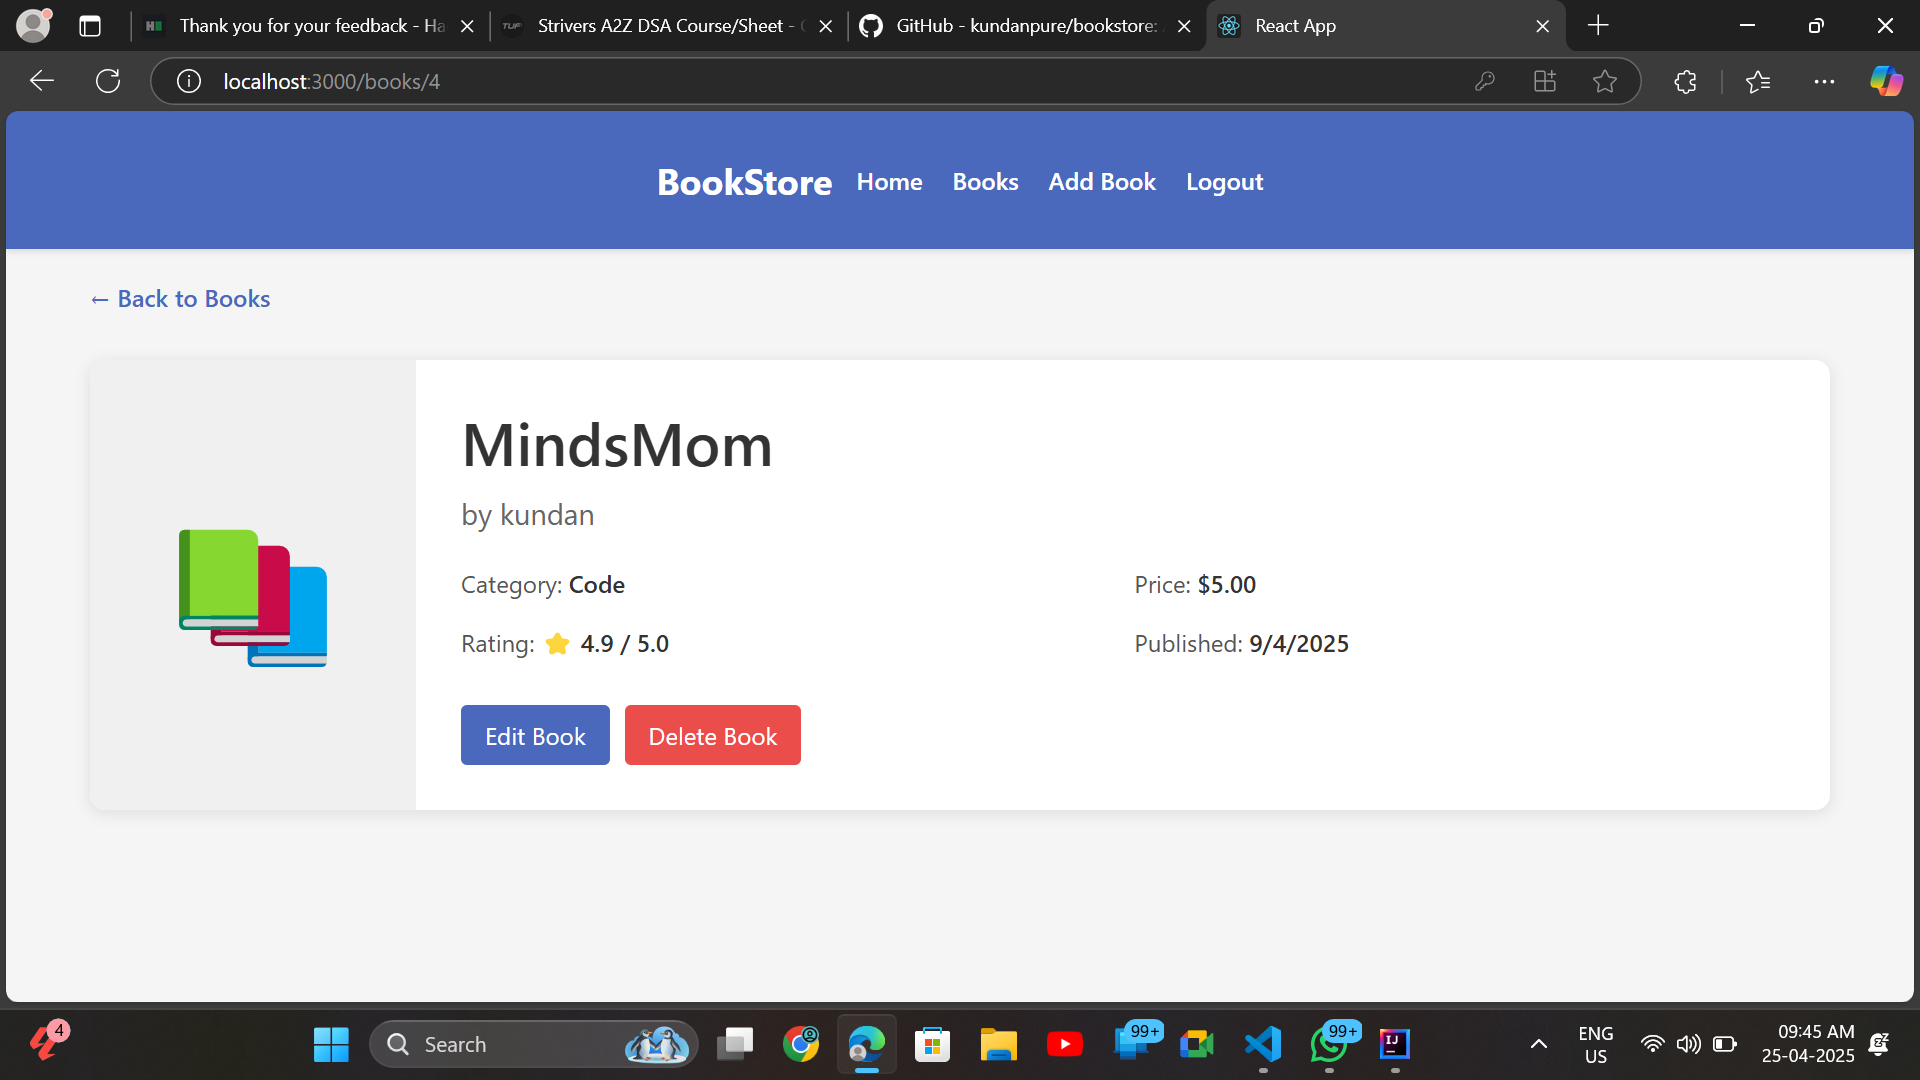 Thank you for your feedback - Ha
Strivers A2Z DSA Course/Sheet -
GitHub - kundanpure/bookstore:
React App
localhost:3000/books/4
BookStore Home Books Add Book Logout
← Back to Books
MindsMom
by kundan
Category: Code
Price: $5.00
Rating: ⭐ 4.9 / 5.0
Published: 9/4/2025
Edit Book Delete Book
4
Search
99+
99+
IJ
ENG
US
09:45 AM
25-04-2025